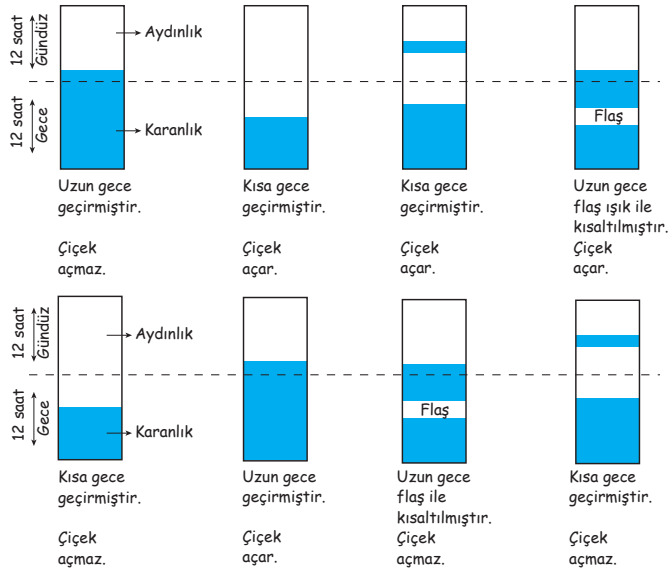 12 saat
Gündüz
Aydınlık
12 saat
Gece
Karanlık
Flaş
Uzun gece
geçirmiştir.
Çiçek
açmaz.
Kısa gece
geçirmiştir.
Çiçek
açar.
Kısa gece
geçirmiştir.
Çiçek
açar.
Uzun gece
flaş ışık ile
kısaltılmıştır.
Çiçek
açar.
12 saat
Gündüz
Aydınlık
12 saat
Gece
Karanlık
Flaş
Kısa gece
geçirmiştir.
Çiçek
açmaz.
Uzun gece
geçirmiştir.
Çiçek
açar.
Uzun gece
flaş ile
kısaltılmıştır.
Çiçek
açmaz.
Kısa gece
geçirmiştir.
Çiçek
açmaz.